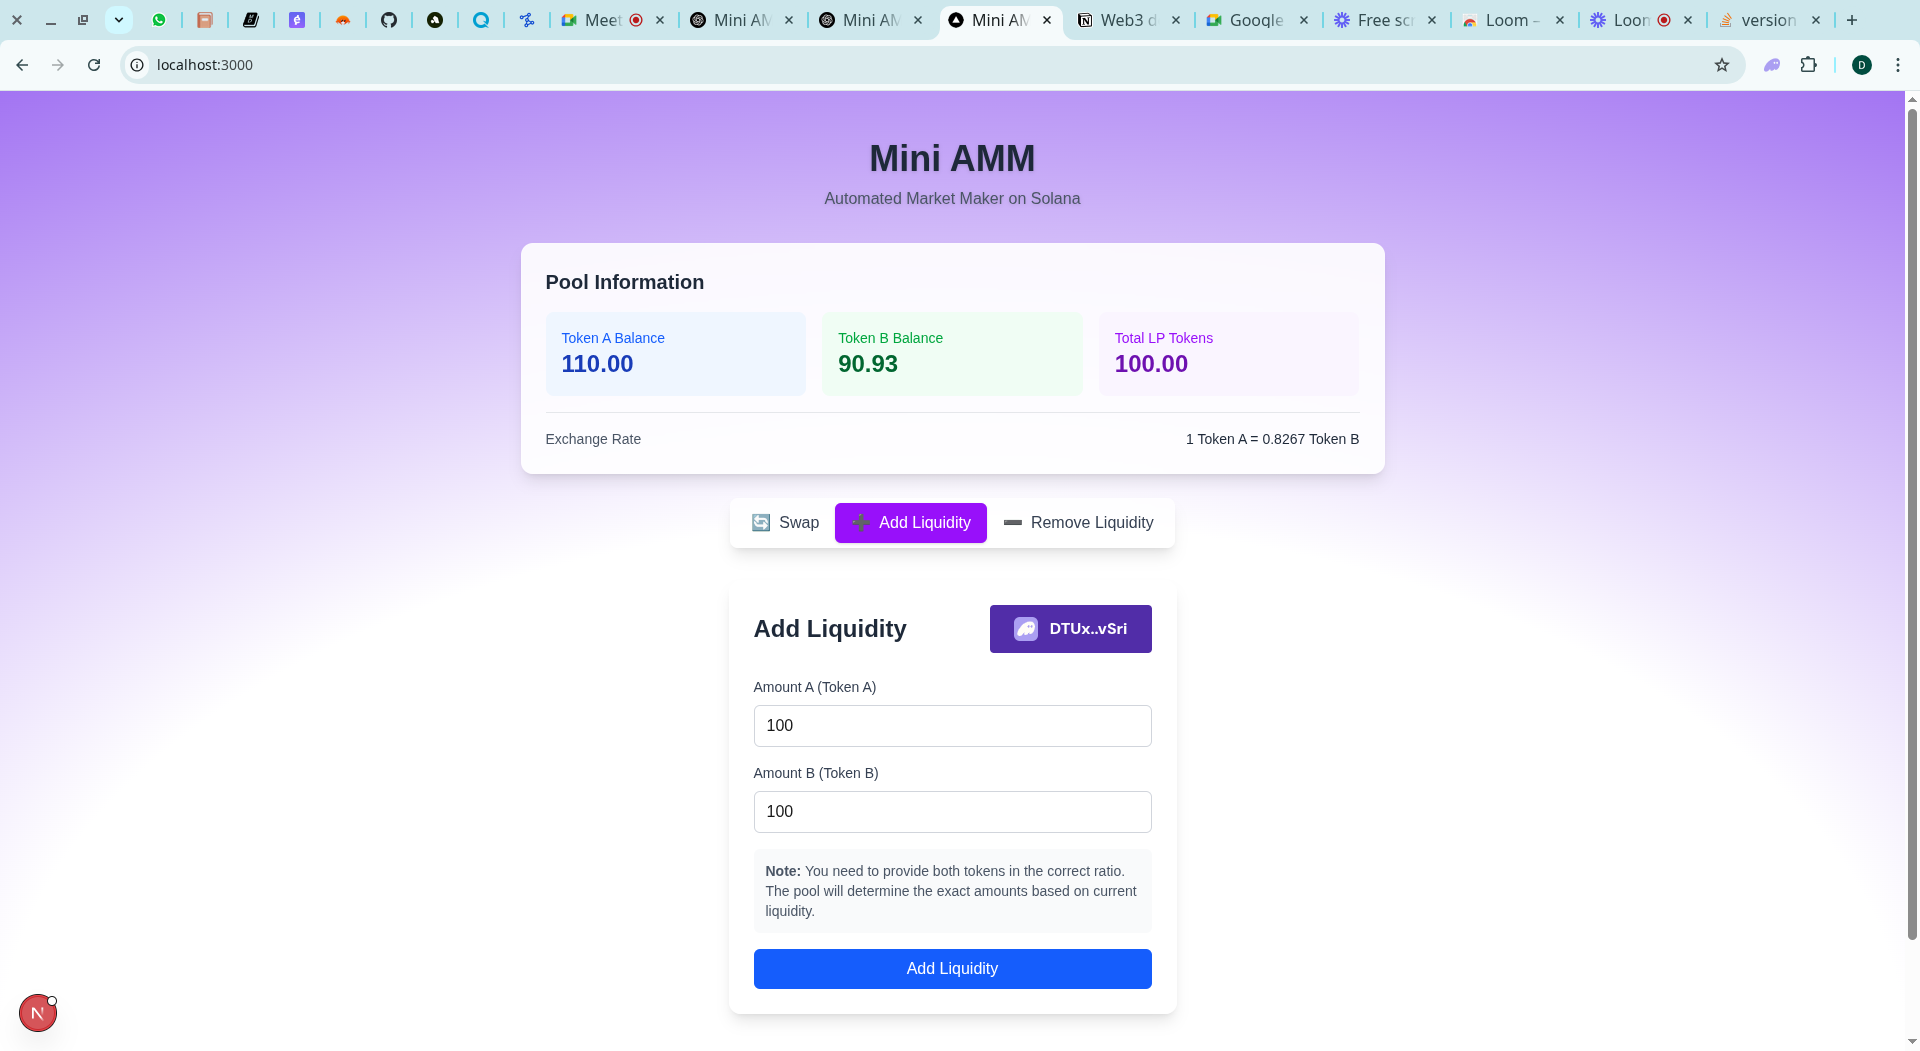 Meet
Mini AM
Mini AM
Mini AM
Web3 d
Google
Free scr
Loom –
Loom
version
localhost:3000
D
Mini AMM
Automated Market Maker on Solana
Pool Information
Token A Balance
110.00
Token B Balance
90.93
Total LP Tokens
100.00
Exchange Rate
1 Token A = 0.8267 Token B
Swap
Add Liquidity
Remove Liquidity
Add Liquidity
DTUx..vSri
Amount A (Token A)
100
Amount B (Token B)
100
Note: You need to provide both tokens in the correct ratio.
The pool will determine the exact amounts based on current
liquidity.
Add Liquidity
N